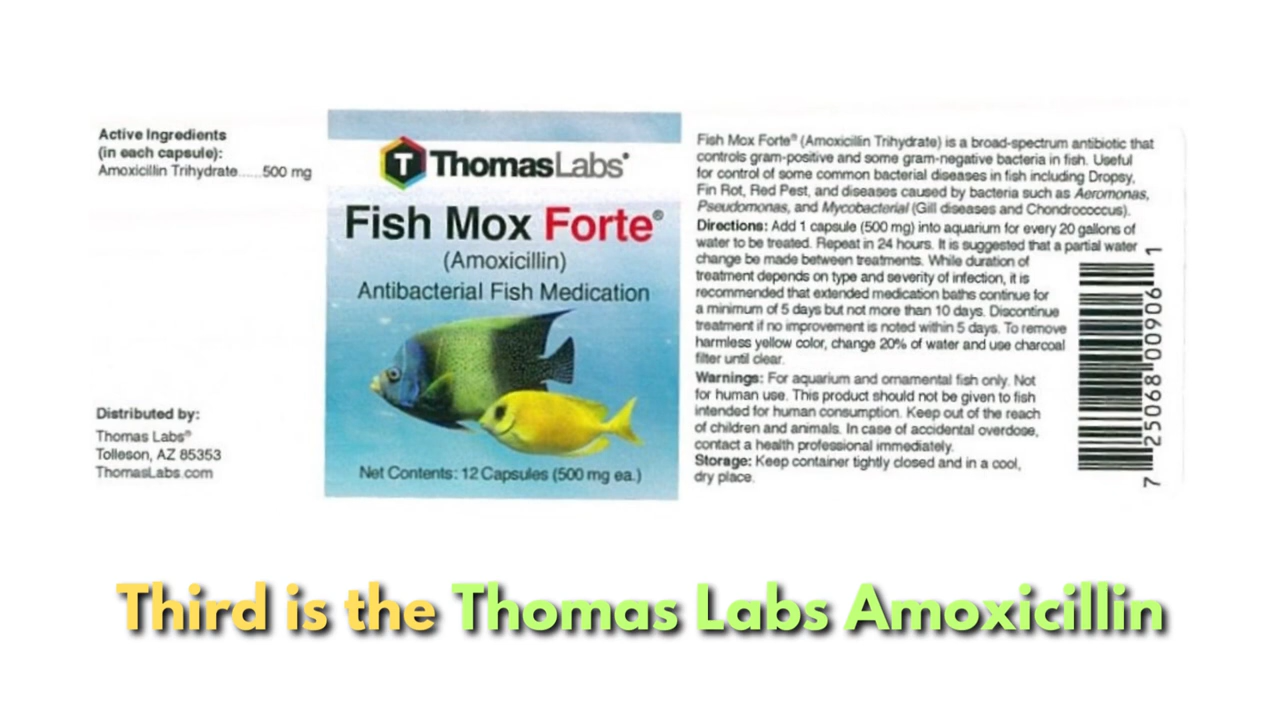 Active Ingredients
(in each capsule):
Amoxicillin Trihydrate......500 mg
Distributed by:
Thomas Labs®
Tolleson, AZ 85353
ThomasLabs.com
T ThomasLabs®
Fish Mox Forte®
(Amoxicillin)
Antibacterial Fish Medication
Net Contents: 12 Capsules (500 mg ea.)
Fish Mox Forte® (Amoxicillin Trihydrate) is a broad-spectrum antibiotic that
controls gram-positive and some gram-negative bacteria in fish. Useful
for control of some common bacterial diseases in fish including Dropsy,
Fin Rot, Red Pest, and diseases caused by bacteria such as Aeromonas,
Pseudomonas, and Mycobacterial (Gill diseases and Chondrococcus).
Directions: Add 1 capsule (500 mg) into aquarium for every 20 gallons of
water to be treated. Repeat in 24 hours. It is suggested that a partial water
change be made between treatments. While duration of
treatment depends on type and severity of infection, it is
recommended that extended medication baths continue for
a minimum of 5 days but not more than 10 days. Discontinue
treatment if no improvement is noted within 5 days. To remove
harmless yellow color, change 20% of water and use charcoal
filter until clear.
Warnings: For aquarium and ornamental fish only. Not
for human use. This product should not be given to fish
intended for human consumption. Keep out of the reach
of children and animals. In case of accidental overdose,
contact a health professional immediately.
Storage: Keep container tightly closed and in a cool,
dry place.
7 25068 00906 1
Third is the Thomas Labs Amoxicillin